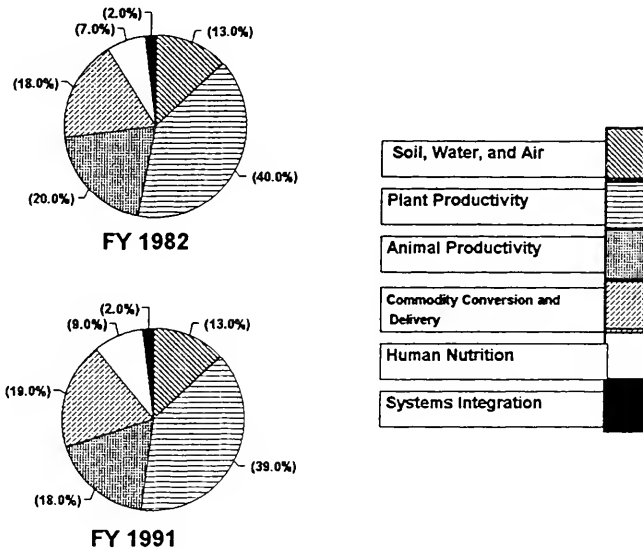 (2.0%)
(7.0%)
(13.0%)
(18.0%)
(20.0%)
(40.0%)
FY 1982
(2.0%)
(9.0%)
(13.0%)
(19.0%)
(18.0%)
(39.0%)
FY 1991
Soil, Water, and Air
Plant Productivity
Animal Productivity
Commodity Conversion and
Delivery
Human Nutrition
Systems Integration